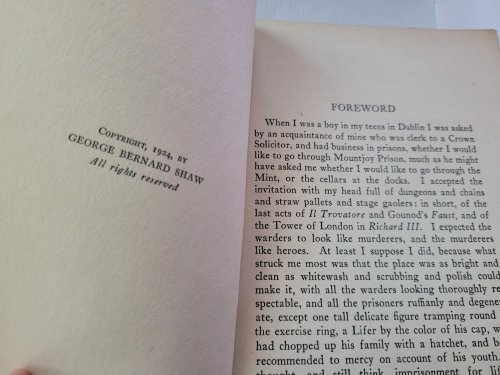 COPYRIGHT, 1924, BY
GEORGE BERNARD SHAW
All rights reserved
FOREWORD
When I was a boy in my teens in Dublin I was asked
by an acquaintance of mine who was clerk to a Crown
Solicitor, and had business in prisons, whether I would
like to go through Mountjoy Prison, much as he might
have asked me whether I would like to go through the
Mint, or the cellars at the docks. I accepted the
invitation with my head full of dungeons and chains
and straw pallets and stage gaolers: in short, of the
last acts of Il Trovatore and Gounod's Faust, and of
the Tower of London in Richard III. I expected the
warders to look like murderers, and the murderers
like heroes. At least I suppose I did, because what
struck me most was that the place was as bright and
clean as whitewash and scrubbing and polish could
make it, with all the warders looking thoroughly re
spectable, and all the prisoners ruffianly and degener
ate, except one tall delicate figure tramping round
the exercise ring, a Lifer by the color of his cap, w
had chopped up his family with a hatchet, and b
recommended to mercy on account of his youth.
thought, and still think, imprisonment for lif